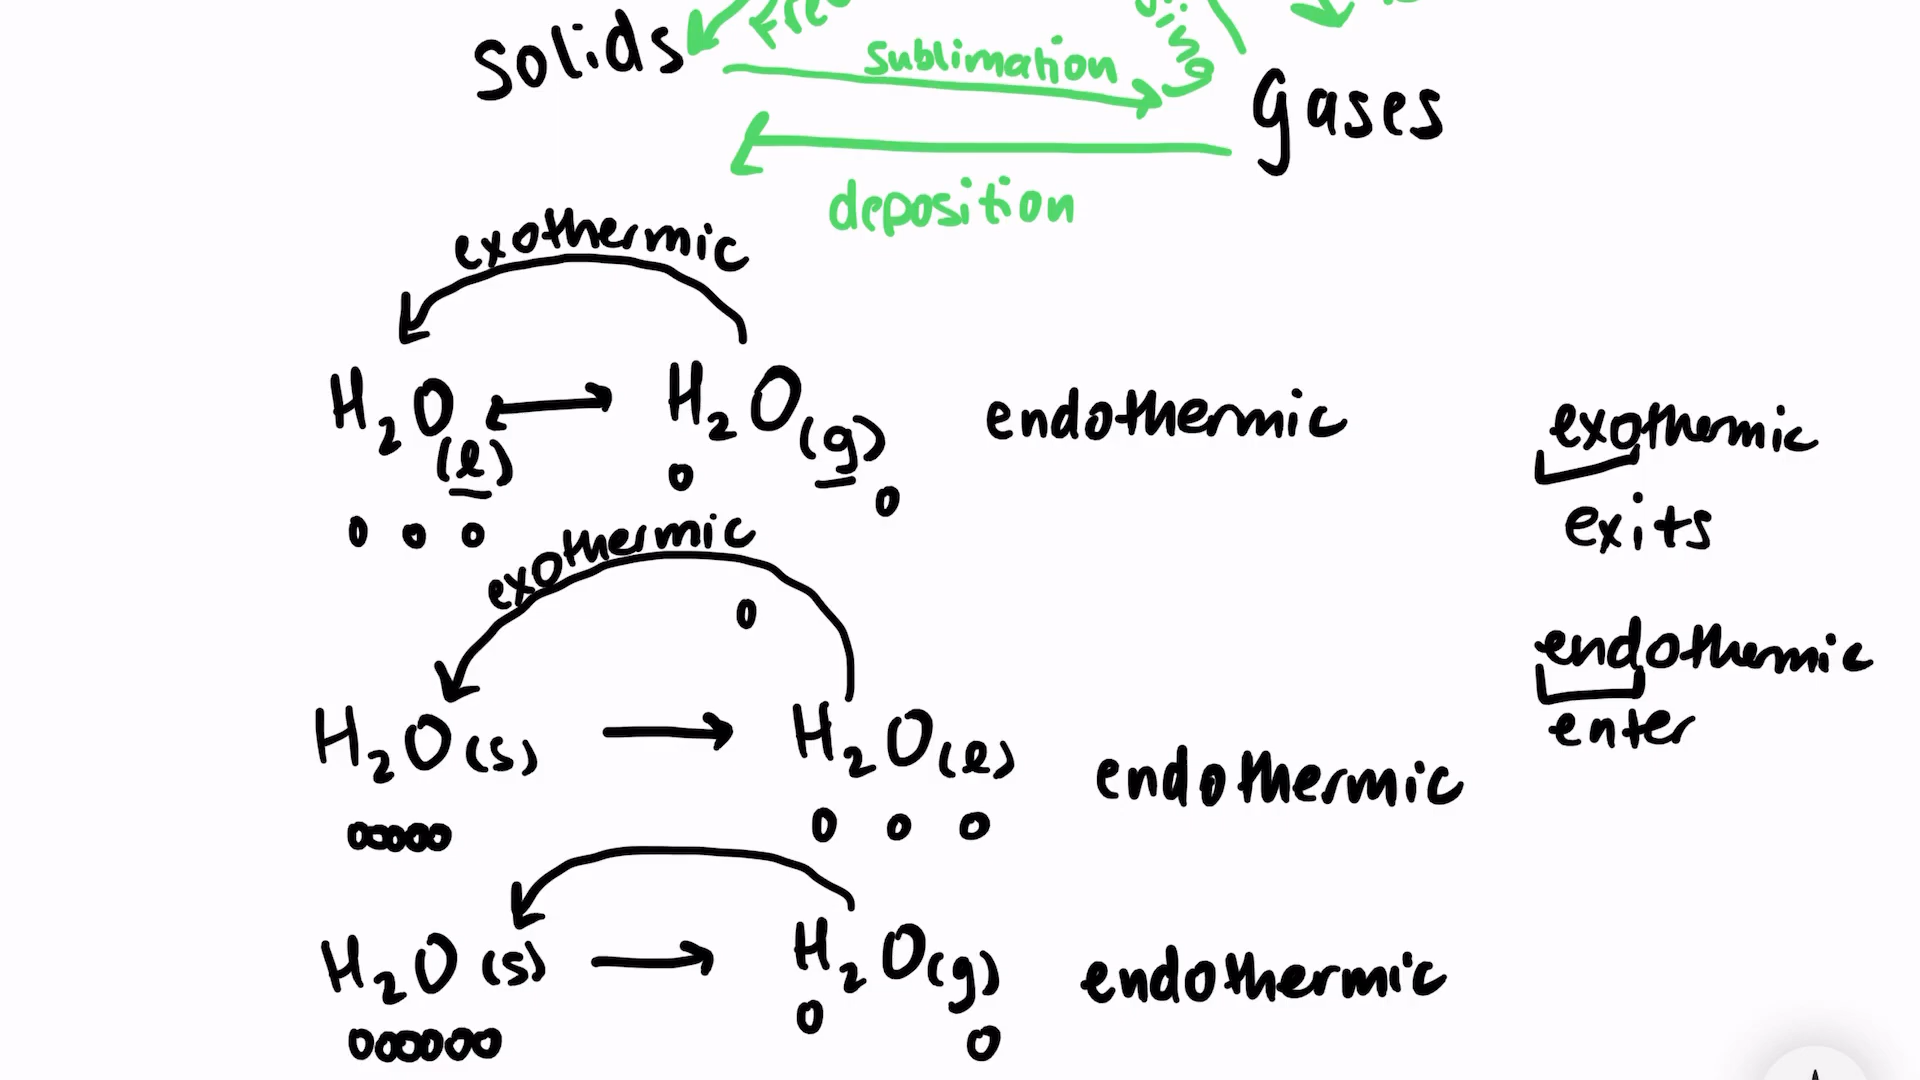 Solids
sublimation
gases
deposition
exothermic
H₂O(l) ⟷ H₂O(g) endothermic
exothermic
exits
exothermic
endothermic
enter
H₂O(s) ⟶ H₂O(l) endothermic
H₂O(s) ⟶ H₂O(g) endothermic